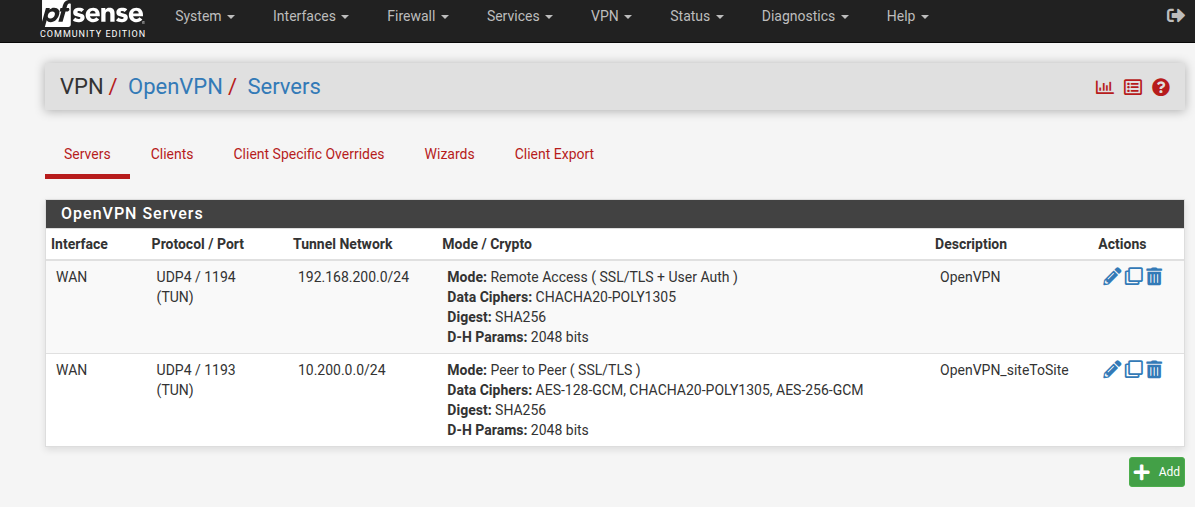 pfsense
COMMUNITY EDITION
System Interfaces Firewall Services VPN Status Diagnostics Help
VPN / OpenVPN / Servers
Servers Clients Client Specific Overrides Wizards Client Export
OpenVPN Servers
Interface Protocol / Port Tunnel Network Mode / Crypto Description Actions
WAN UDP4 / 1194 192.168.200.0/24 Mode: Remote Access ( SSL/TLS + User Auth ) OpenVPN
(TUN) Data Ciphers: CHACHA20-POLY1305
Digest: SHA256
D-H Params: 2048 bits
WAN UDP4 / 1193 10.200.0.0/24 Mode: Peer to Peer ( SSL/TLS ) OpenVPN_siteToSite
(TUN) Data Ciphers: AES-128-GCM, CHACHA20-POLY1305, AES-256-GCM
Digest: SHA256
D-H Params: 2048 bits
Add